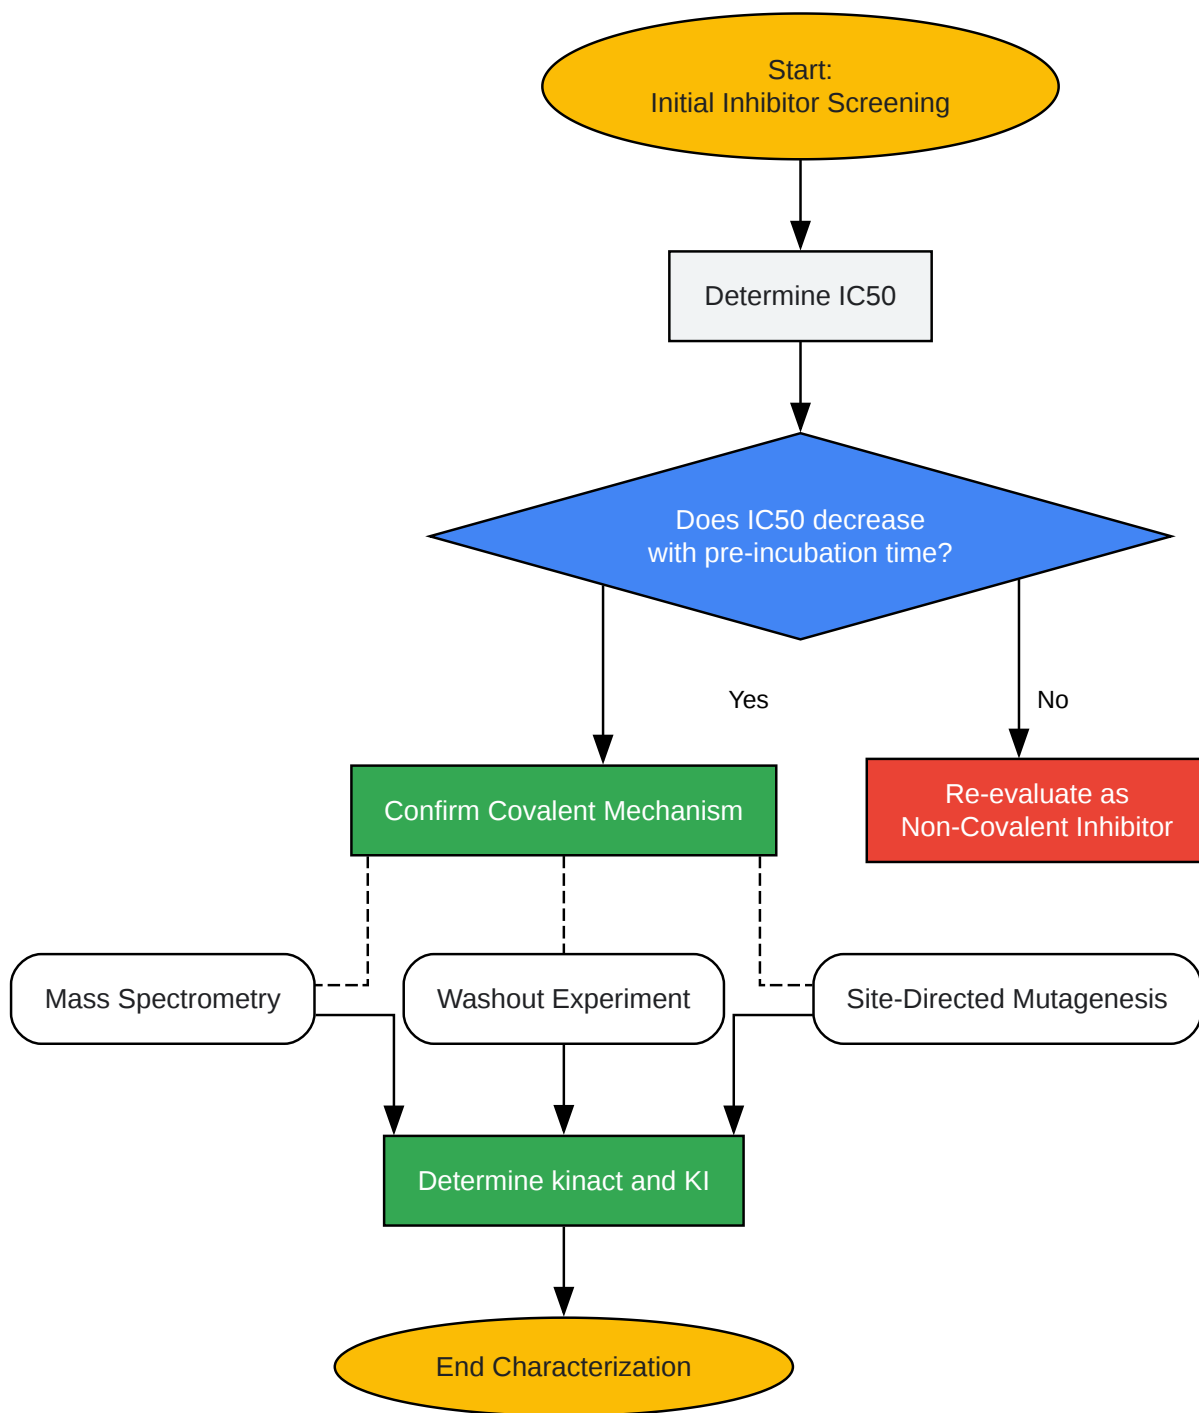 Start:
Initial Inhibitor Screening
Determine IC50
Does IC50 decrease
with pre-incubation time?
Yes
No
Confirm Covalent Mechanism
Re-evaluate as
Non-Covalent Inhibitor
Mass Spectrometry
Washout Experiment
Site-Directed Mutagenesis
Determine kinact and KI
End Characterization